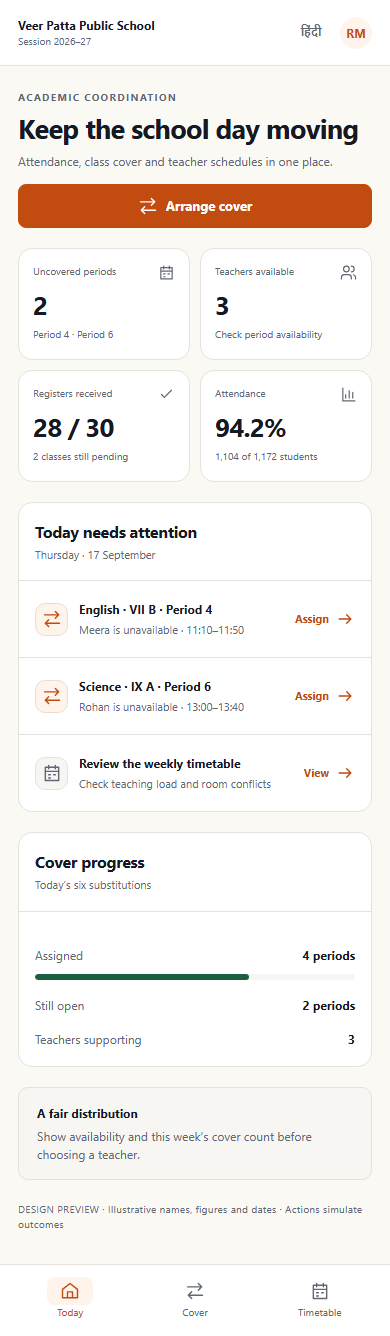 Veer Patta Public School
Session 2026–27
हिंदी
RM
ACADEMIC COORDINATION
Keep the school day moving
Attendance, class cover and teacher schedules in one place.
Arrange cover
Uncovered periods
2
Period 4 · Period 6
Teachers available
3
Check period availability
Registers received
28 / 30
2 classes still pending
Attendance
94.2%
1,104 of 1,172 students
Today needs attention
Thursday · 17 September
English · VII B · Period 4
Meera is unavailable · 11:10–11:50
Assign
Science · IX A · Period 6
Rohan is unavailable · 13:00–13:40
Assign
Review the weekly timetable
Check teaching load and room conflicts
View
Cover progress
Today's six substitutions
Assigned
4 periods
Still open
2 periods
Teachers supporting
3
A fair distribution
Show availability and this week's cover count before
choosing a teacher.
DESIGN PREVIEW · Illustrative names, figures and dates · Actions simulate
outcomes
Today
Cover
Timetable